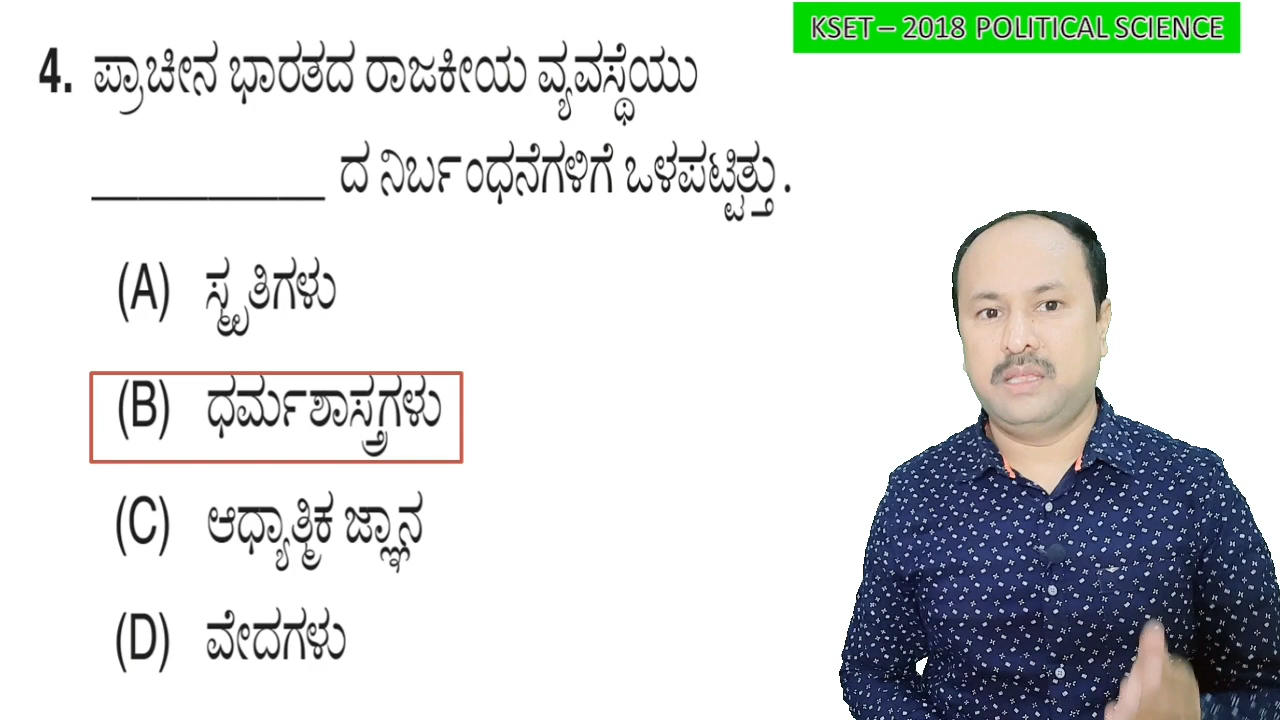 KSET – 2018 POLITICAL SCIENCE
4. ಪ್ರಾಚೀನ ಭಾರತದ ರಾಜಕೀಯ ವ್ಯವಸ್ಥೆಯು
__________ ದ ನಿರ್ಬಂಧನೆಗಳಿಗೆ ಒಳಪಟ್ಟಿತ್ತು.
(A) ಸ್ಮೃತಿಗಳು
(B) ಧರ್ಮಶಾಸ್ತ್ರಗಳು
(C) ಆಧ್ಯಾತ್ಮಿಕ ಜ್ಞಾನ
(D) ವೇದಗಳು